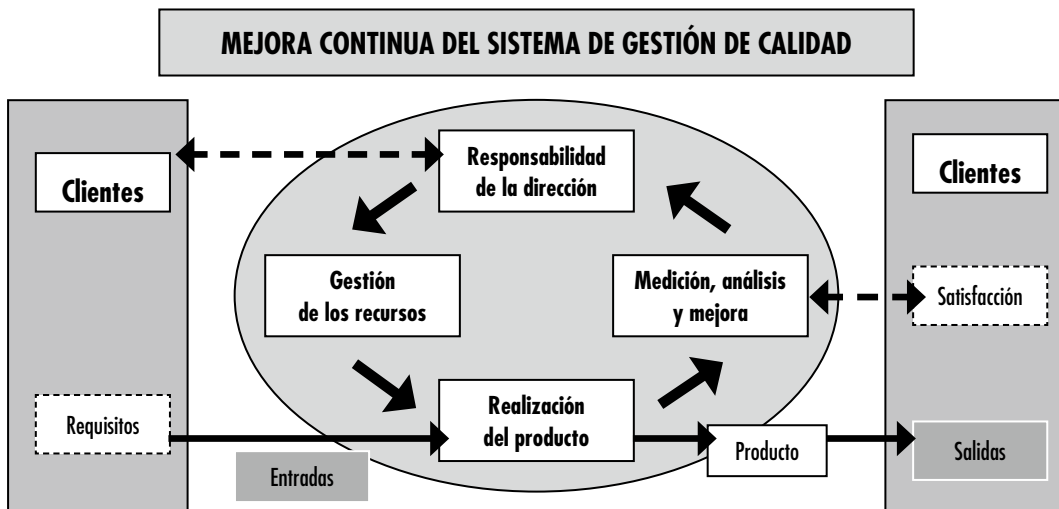 MEJORA CONTINUA DEL SISTEMA DE GESTIÓN DE CALIDAD
Clientes
Responsabilidad
de la dirección
Clientes
Gestión
de los recursos
Medición, análisis
y mejora
Satisfacción
Requisitos
Realización
del producto
Entradas
Producto
Salidas